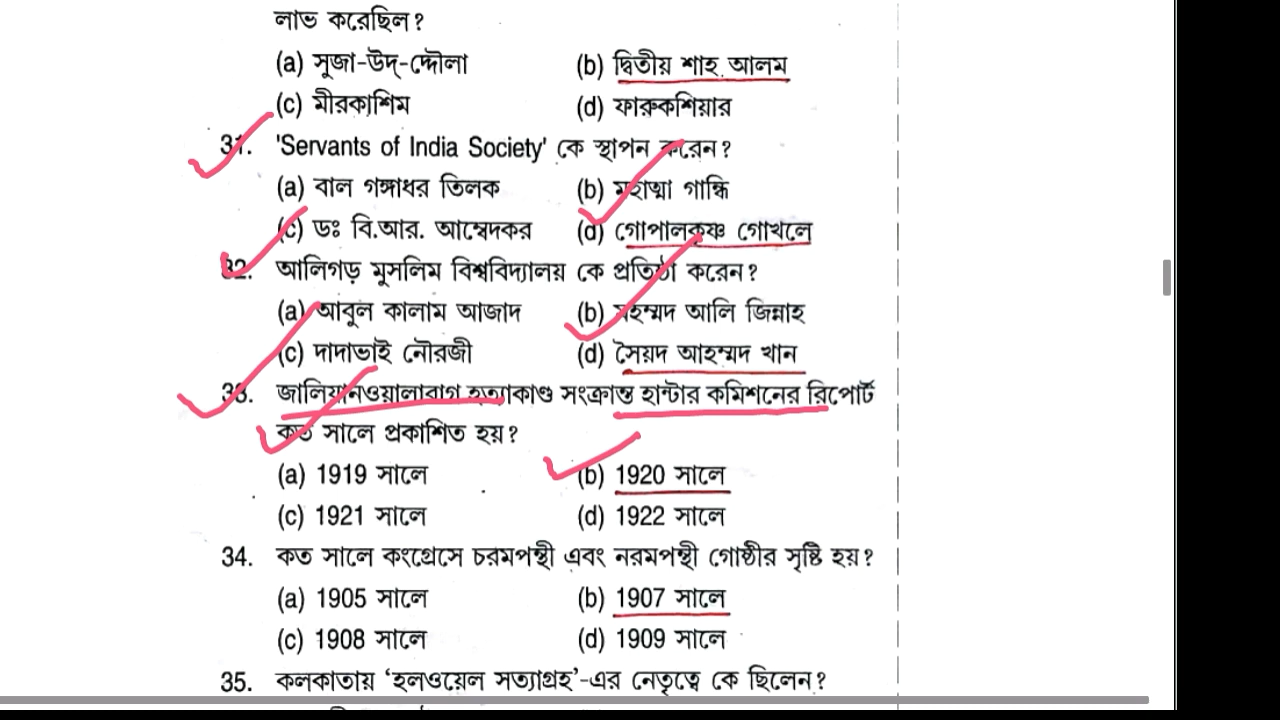 লাভ করেছিল?
(a) সুজা-উদ্-দ্দৌলা (b) দ্বিতীয় শাহ আলম
(c) মীরকাশিম (d) ফারুকশিয়ার
31. 'Servants of India Society' কে স্থাপন করেন?
(a) বাল গঙ্গাধর তিলক (b) মহাত্মা গান্ধি
(c) ডঃ বি.আর. আম্বেদকর (d) গোপালকৃষ্ণ গোখলে
32. আলিগড় মুসলিম বিশ্ববিদ্যালয় কে প্রতিষ্ঠা করেন?
(a) আবুল কালাম আজাদ (b) মহম্মদ আলি জিন্নাহ
(c) দাদাভাই নৌরজী (d) সৈয়দ আহম্মদ খান
33. জালিয়ানওয়ালাবাগ হত্যাকাণ্ড সংক্রান্ত হান্টার কমিশনের রিপোর্ট
কত সালে প্রকাশিত হয়?
(a) 1919 সালে (b) 1920 সালে
(c) 1921 সালে (d) 1922 সালে
34. কত সালে কংগ্রেসে চরমপন্থী এবং নরমপন্থী গোষ্ঠীর সৃষ্টি হয়?
(a) 1905 সালে (b) 1907 সালে
(c) 1908 সালে (d) 1909 সালে
35. কলকাতায় ‘হলওয়েল সত্যাগ্রহ’-এর নেতৃত্বে কে ছিলেন?